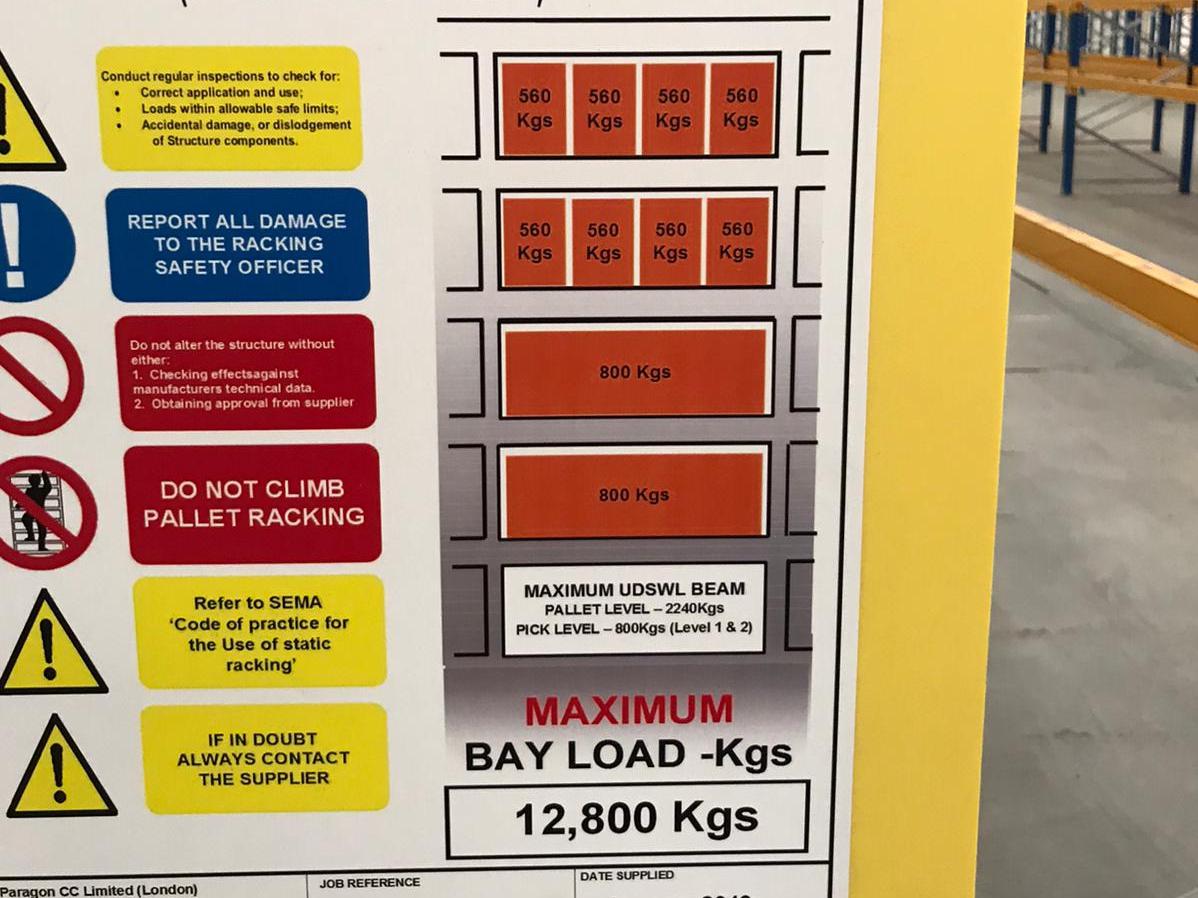 Conduct regular inspections to check for:
• Correct application and use;
• Loads within allowable safe limits;
• Accidental damage, or dislodgement
of Structure components.
REPORT ALL DAMAGE
TO THE RACKING
SAFETY OFFICER
Do not alter the structure without
either:
1. Checking effectsagainst
manufacturers technical data.
2. Obtaining approval from supplier
DO NOT CLIMB
PALLET RACKING
Refer to SEMA
‘Code of practice for
the Use of static
racking’
IF IN DOUBT
ALWAYS CONTACT
THE SUPPLIER
560 560 560 560
Kgs Kgs Kgs Kgs
560 560 560 560
Kgs Kgs Kgs Kgs
800 Kgs
800 Kgs
MAXIMUM UDSWL BEAM
PALLET LEVEL – 2240Kgs
PICK LEVEL – 800Kgs (Level 1 & 2)
MAXIMUM
BAY LOAD -Kgs
12,800 Kgs
Paragon CC Limited (London)
JOB REFERENCE
DATE SUPPLIED